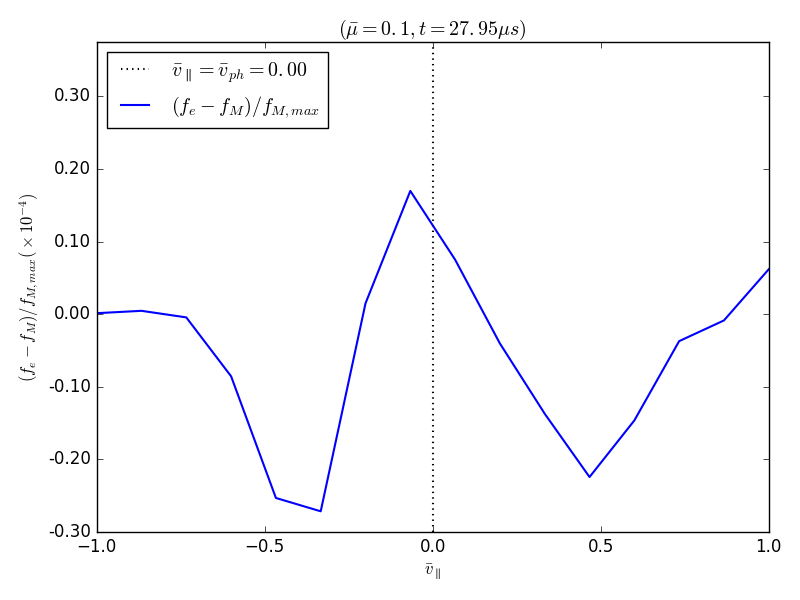 (μ̄ = 0.1, t = 27.95μs)
v̄∥ = v̄ph = 0.00
(fe − fM)/fM,max
0.30
0.20
0.10
0.00
-0.10
-0.20
-0.30
(fe − fM)/fM,max(×10⁻⁴)
−1.0 −0.5 0.0 0.5 1.0
v̄∥